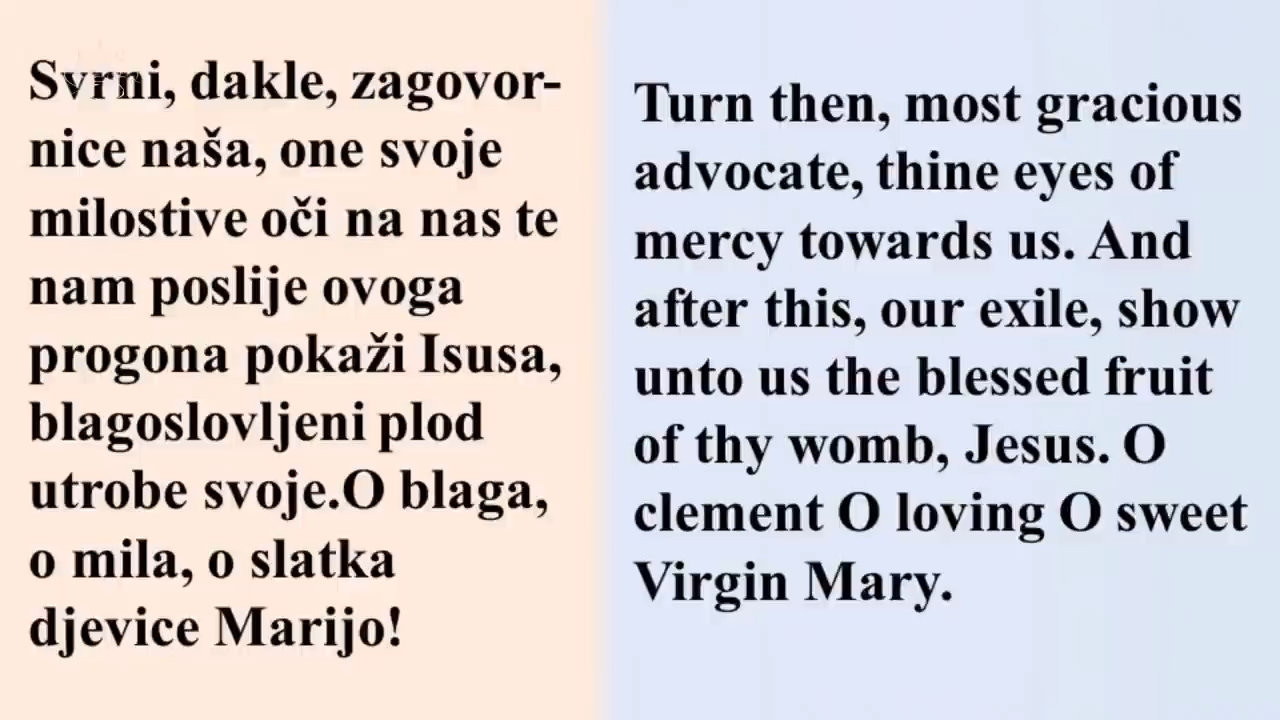 Svrni, dakle, zagovor-
nice naša, one svoje
milostive oči na nas te
nam poslije ovoga
progona pokaži Isusa,
blagoslovljeni plod
utrobe svoje.O blaga,
o mila, o slatka
djevice Marijo!
Turn then, most gracious
advocate, thine eyes of
mercy towards us. And
after this, our exile, show
unto us the blessed fruit
of thy womb, Jesus. O
clement O loving O sweet
Virgin Mary.